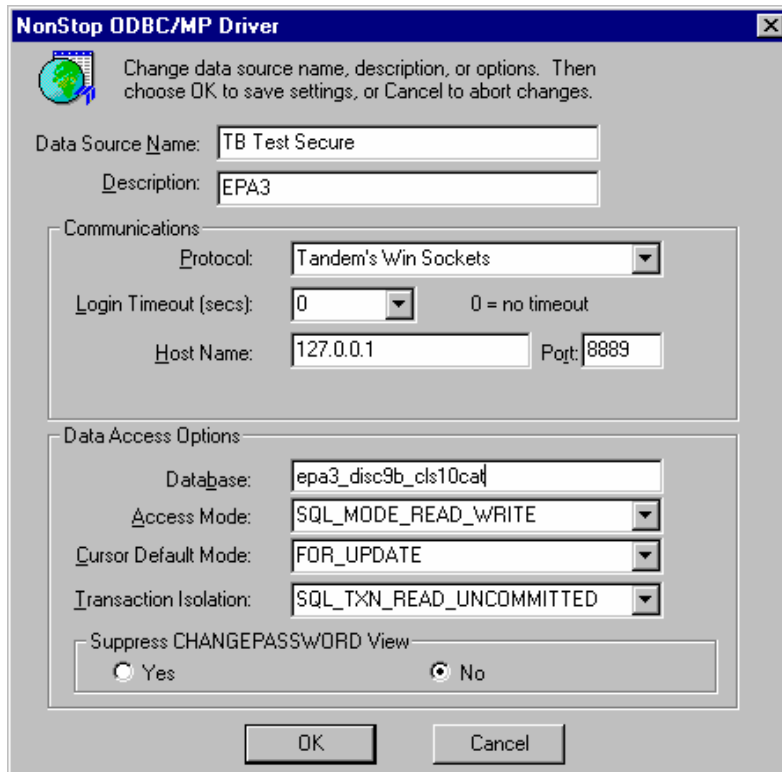 NonStop ODBC/MP Driver
Change data source name, description, or options. Then
choose OK to save settings, or Cancel to abort changes.
Data Source Name: TB Test Secure
Description: EPA3
Communications
Protocol: Tandem's Win Sockets
Login Timeout (secs): 0 0 = no timeout
Host Name: 127.0.0.1 Port: 8889
Data Access Options
Database: epa3_disc9b_cls10cat
Access Mode: SQL_MODE_READ_WRITE
Cursor Default Mode: FOR_UPDATE
Transaction Isolation: SQL_TXN_READ_UNCOMMITTED
Suppress CHANGEPASSWORD View
Yes No
OK Cancel